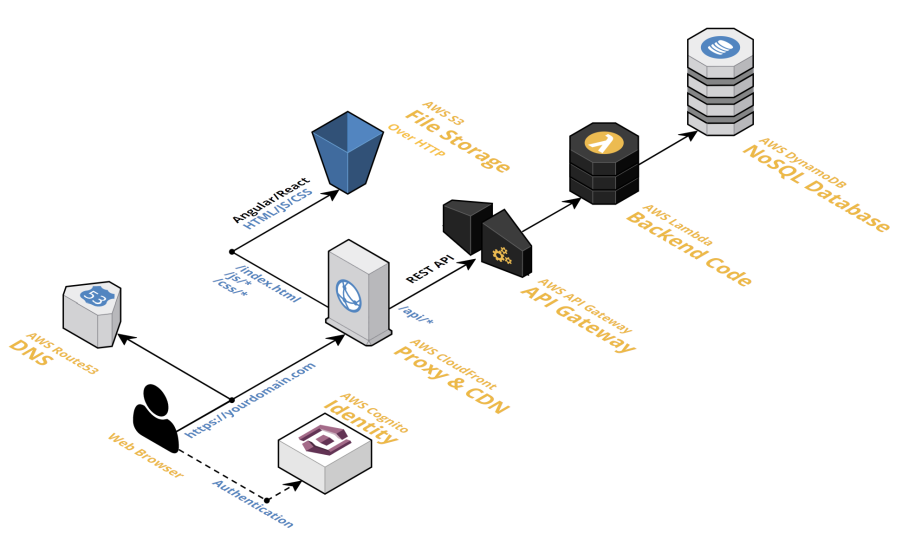 AWS DynamoDB
NoSQL Database
AWS S3
File Storage
Over HTTP
λ
AWS Lambda
Backend Code
Angular/React
HTML/JS/CSS
REST API
AWS API Gateway
API Gateway
/index.html
/js/*
/css/*
/api/*
53
AWS Route53
DNS
AWS CloudFront
Proxy & CDN
https://yourdomain.com
AWS Cognito
Identity
Web Browser
Authentication